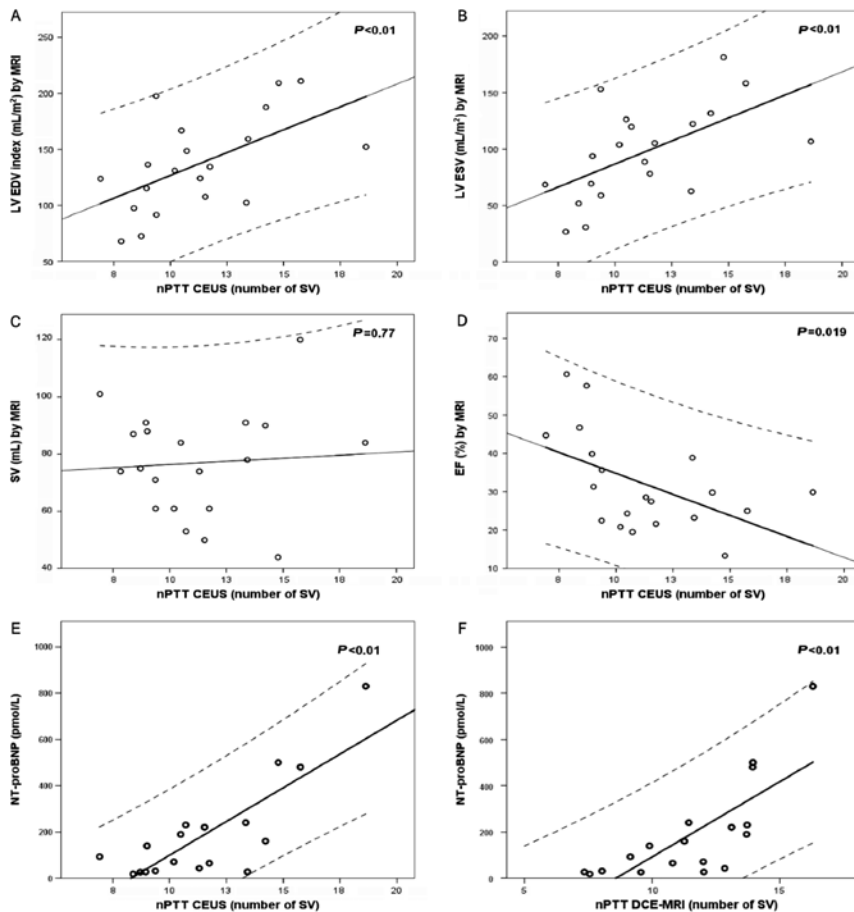 A
P<0.01
LV EDV index (mL/m²) by MRI
250
200
150
100
50
8 10 13 15 18 20
nPTT CEUS (number of SV)
B
P<0.01
LV ESV (mL/m²) by MRI
200
150
100
50
0
8 10 13 15 18 20
nPTT CEUS (number of SV)
C
P=0.77
SV (mL) by MRI
120
100
80
60
40
8 10 13 15 18 20
nPTT CEUS (number of SV)
D
P=0.019
EF (%) by MRI
70
60
50
40
30
20
10
8 10 13 15 18 20
nPTT CEUS (number of SV)
E
P<0.01
NT-proBNP (pmol/L)
1000
800
600
400
200
0
8 10 13 15 18 20
nPTT CEUS (number of SV)
F
P<0.01
NT-proBNP (pmol/L)
1000
800
600
400
200
0
5 10 15
nPTT DCE-MRI (number of SV)